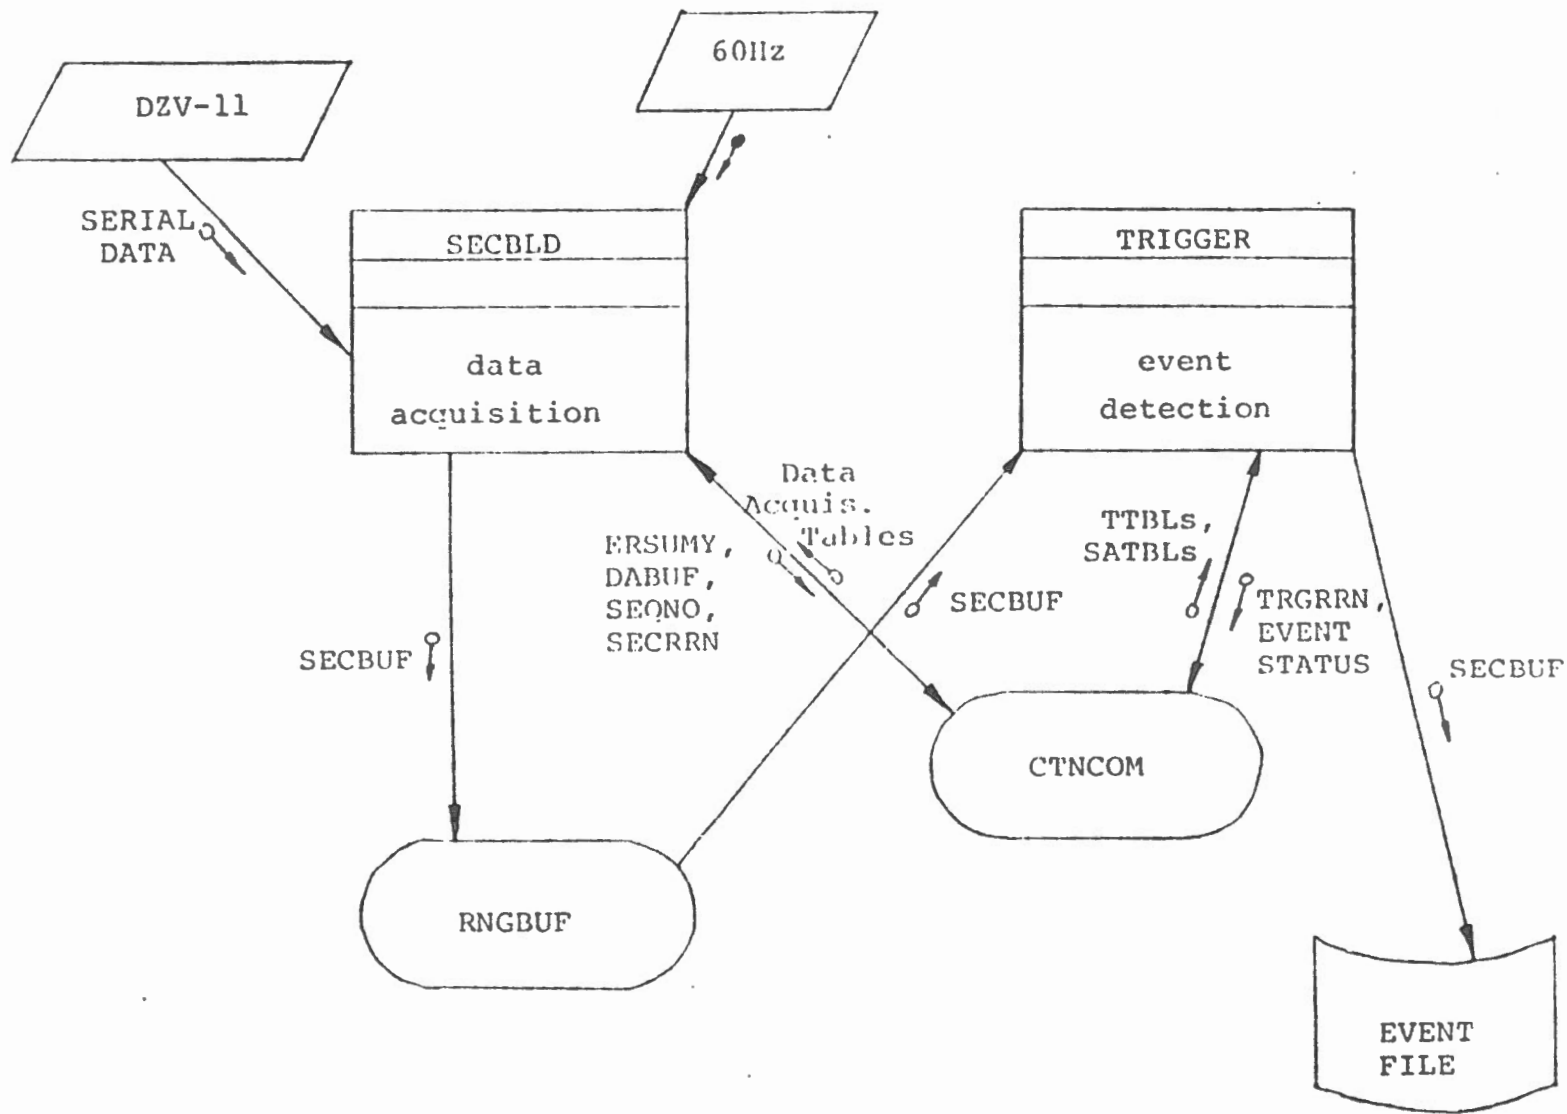 60Hz
DZV-11
SERIAL
DATA
SECBLD
data
acquisition
TRIGGER
event
detection
Data
Acquis.
Tables
ERSUMY,
DABUF,
SEQNO,
SECRRN
SECBUF
TTBLs,
SATBLs
TRGRRN,
EVENT
STATUS
SECBUF
SECBUF
CTNCOM
RNGBUF
EVENT
FILE